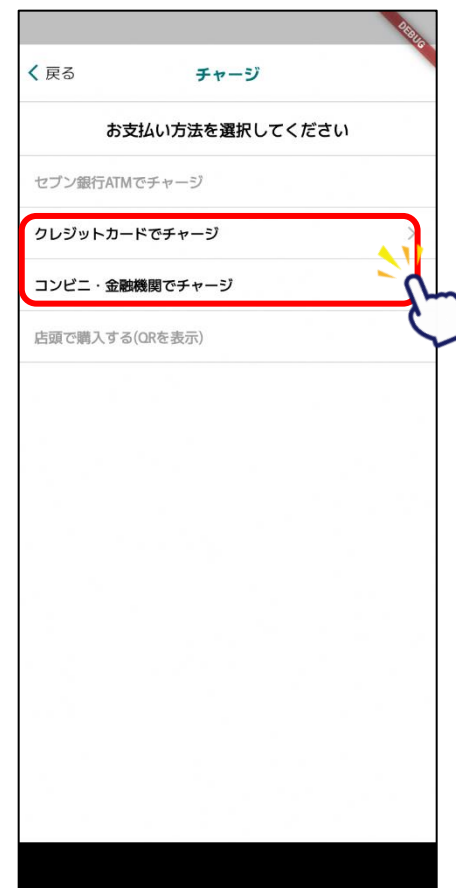 DEBUG
戻る
チャージ
お支払い方法を選択してください
セブン銀行ATMでチャージ
クレジットカードでチャージ
コンビニ・金融機関でチャージ
店頭で購入する(QRを表示)